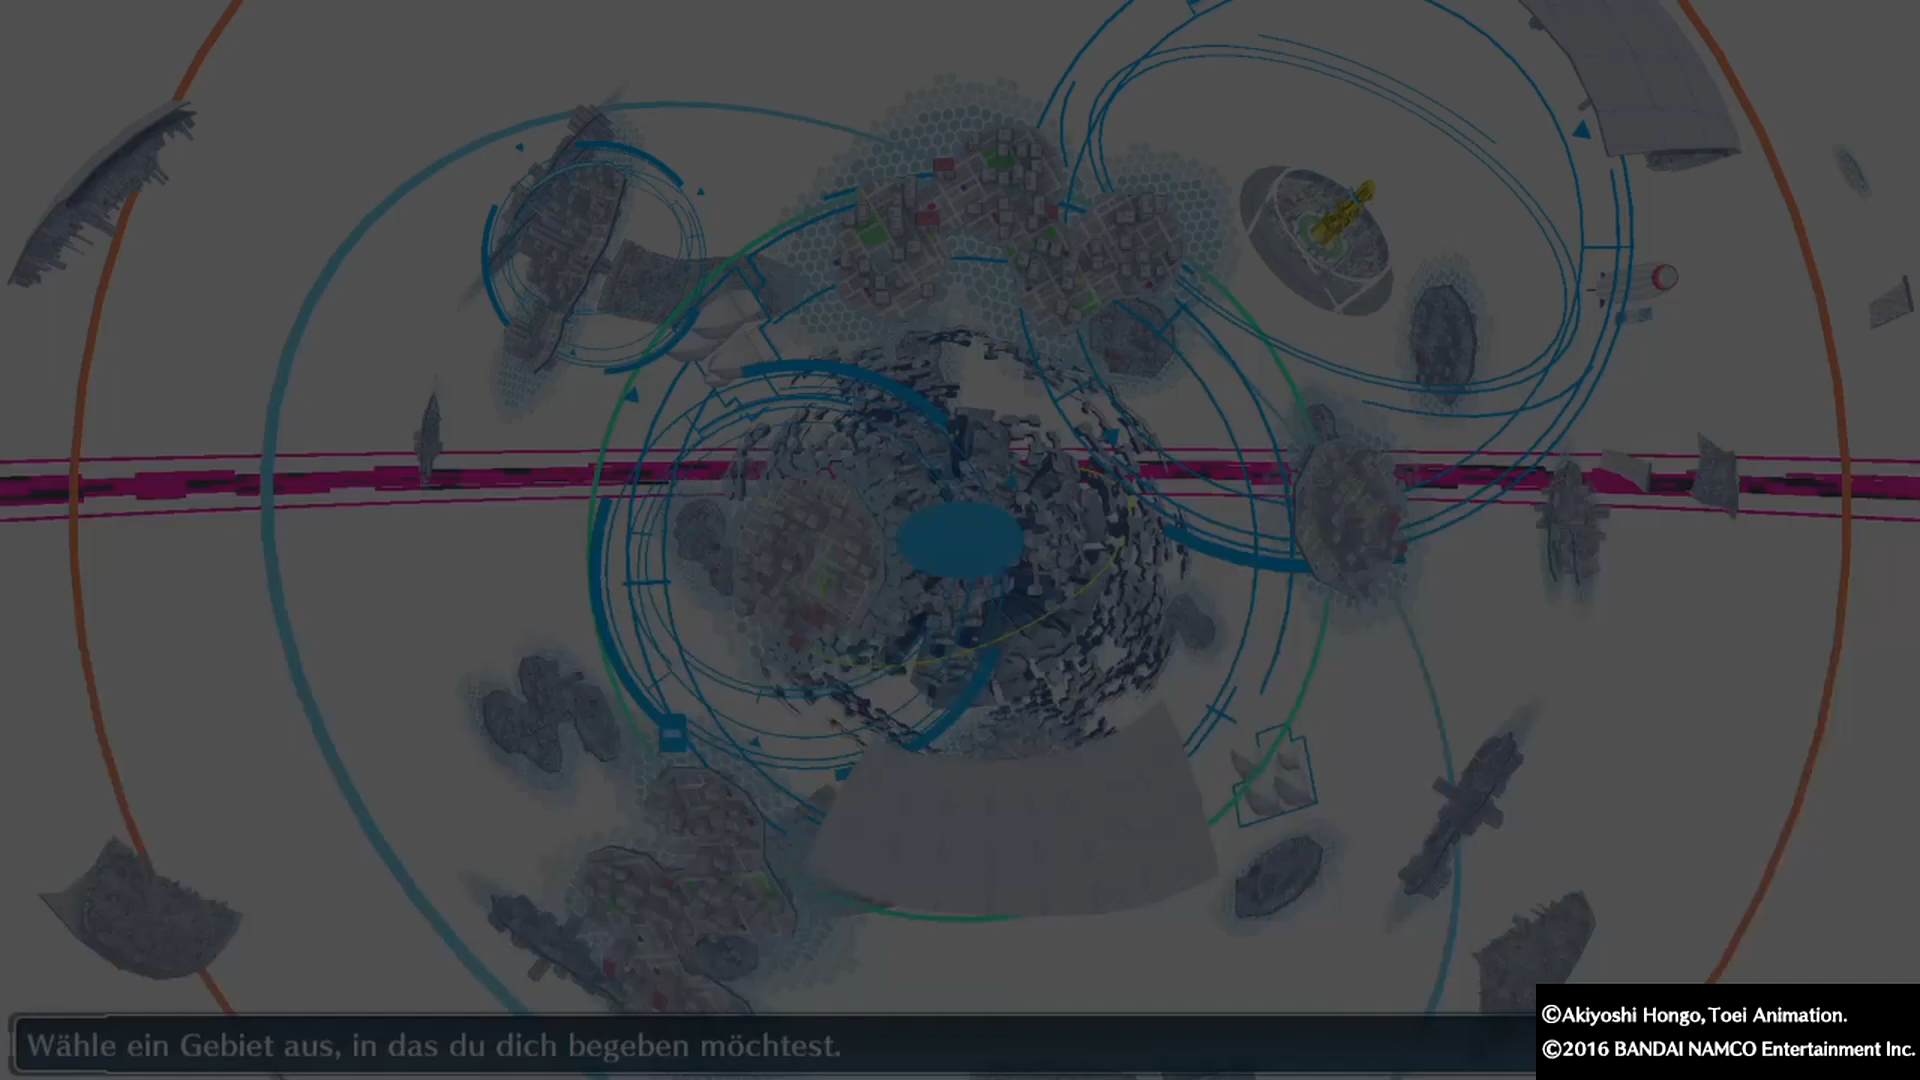 Wähle ein Gebiet aus, in das du dich begeben möchtest.
©Akiyoshi Hongo, Toei Animation.
©2016 BANDAI NAMCO Entertainment Inc.